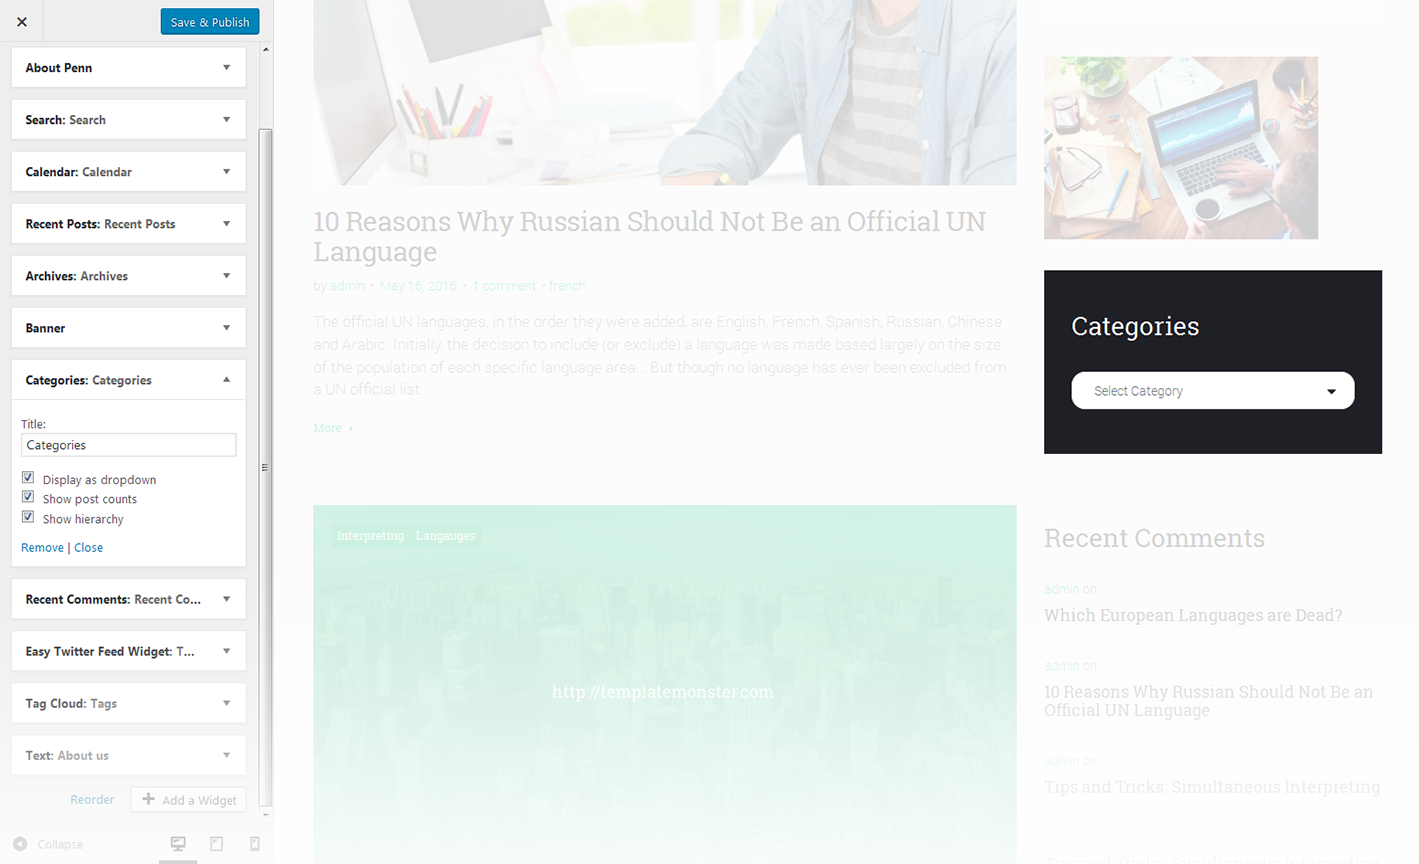 Save & Publish
About Penn
Search: Search
Calendar: Calendar
Recent Posts: Recent Posts
Archives: Archives
Banner
Categories: Categories
Title:
Categories
Display as dropdown
Show post counts
Show hierarchy
Remove | Close
Recent Comments: Recent Co...
Easy Twitter Feed Widget: T...
Tag Cloud: Tags
Text: About us
Reorder
Add a Widget
Collapse
10 Reasons Why Russian Should Not Be an Official UN
Language
by admin • May 16, 2016 • 1 comment • french
The official UN languages, in the order they were added, are English, French, Spanish, Russian, Chinese
and Arabic. Initially, the decision to include (or exclude) a language was made based largely on the size
of the population of each specific language area... But though no language has ever been excluded from
a UN official list...
More
Interpreting Langauges
http://templatemonster.com
Categories
Select Category
Recent Comments
admin on
Which European Languages are Dead?
admin on
10 Reasons Why Russian Should Not Be an
Official UN Language
admin on
Tips and Tricks: Simultaneous Interpreting
admin on
Tips and Tricks: Simultaneous Interpreting